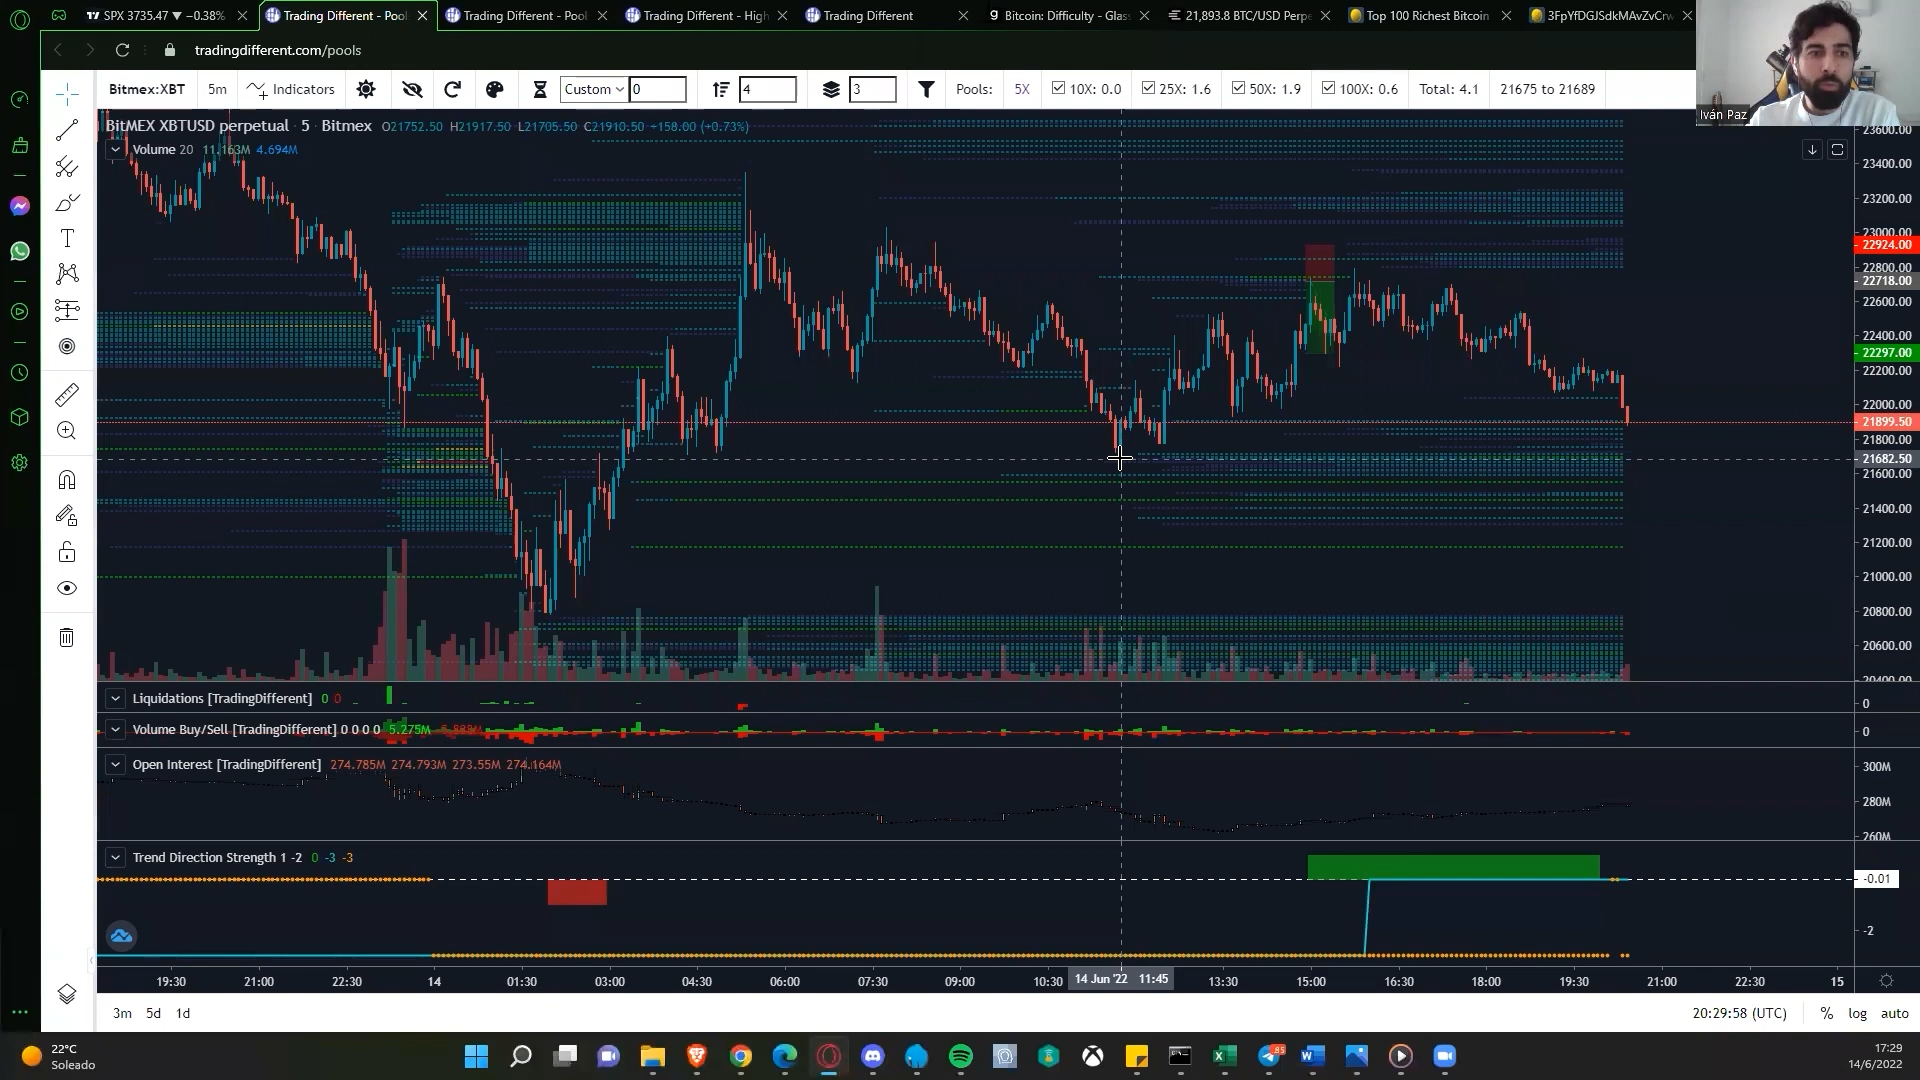 SPX 3735.47 ▼ −0.38%
Trading Different - Pool
Trading Different - Pool
Trading Different - High
Trading Different
Bitcoin: Difficulty - Glas
21,893.8 BTC/USD Perpe
Top 100 Richest Bitcoin
3FpYfDGJSdkMAvZvCrw
tradingdifferent.com/pools
Iván Paz
Bitmex:XBT
5m
Indicators
Custom
0
4
3
Pools:
5X
10X: 0.0
25X: 1.6
50X: 1.9
100X: 0.6
Total: 4.1
21675 to 21689
BitMEX XBTUSD perpetual · 5 · Bitmex O21752.50 H21917.50 L21705.50 C21910.50 +158.00 (+0.73%)
Volume 20 11.163M 4.694M
23600.00
23400.00
23200.00
23000.00
22924.00
22800.00
22718.00
22600.00
22400.00
22297.00
22200.00
22000.00
21899.50
21800.00
21682.50
21600.00
21400.00
21200.00
21000.00
20800.00
20600.00
20400.00
Liquidations [TradingDifferent] 0 0
0
Volume Buy/Sell [TradingDifferent] 0 0 0 0 5.275M
0
Open Interest [TradingDifferent] 274.785M 274.793M 273.55M 274.164M
300M
280M
260M
Trend Direction Strength 1 -2 0 -3 -3
-0.01
-2
19:30
21:00
22:30
14
01:30
03:00
04:30
06:00
07:30
09:00
10:30
14 Jun '22 11:45
13:30
15:00
16:30
18:00
19:30
21:00
22:30
15
3m
5d
1d
20:29:58 (UTC)
%
log
auto
22°C
Soleado
85
17:29
14/6/2022